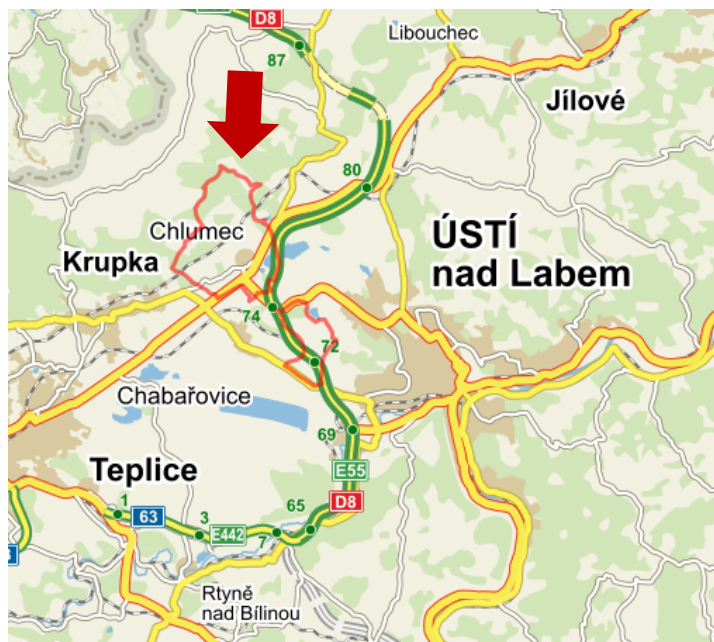 D8
87
Libouchec
Jílové
80
Chlumec
ÚSTÍ
nad Labem
Krupka
74
72
Chabařovice
69
Teplice
E55
D8
1
63
3
E442
7
65
Rtyně
nad Bílinou